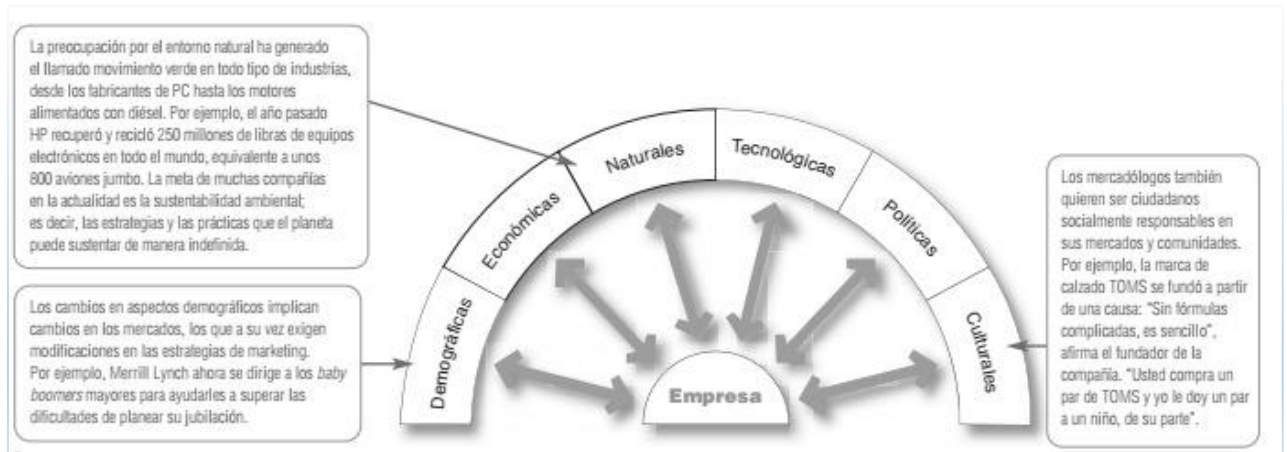 La preocupación por el entorno natural ha generado
el llamado movimiento verde en todo tipo de industrias,
desde los fabricantes de PC hasta los motores
alimentados con diésel. Por ejemplo, el año pasado
HP recuperó y recicló 250 millones de libras de equipos
electrónicos en todo el mundo, equivalente a unos
800 aviones jumbo. La meta de muchas compañías
en la actualidad es la sustentabilidad ambiental;
es decir, las estrategias y las prácticas que el planeta
puede sustentar de manera indefinida.
Los cambios en aspectos demográficos implican
cambios en los mercados, los que a su vez exigen
modificaciones en las estrategias de marketing.
Por ejemplo, Merrill Lynch ahora se dirige a los baby
boomers mayores para ayudarles a superar las
dificultades de planear su jubilación.
Demográficas
Económicas
Naturales
Tecnológicas
Políticas
Culturales
Empresa
Los mercadólogos también
quieren ser ciudadanos
socialmente responsables en
sus mercados y comunidades.
Por ejemplo, la marca de
calzado TOMS se fundó a partir
de una causa: "Sin fórmulas
complicadas, es sencillo",
afirma el fundador de la
compañía. "Usted compra un
par de TOMS y yo le doy un par
a un niño, de su parte".